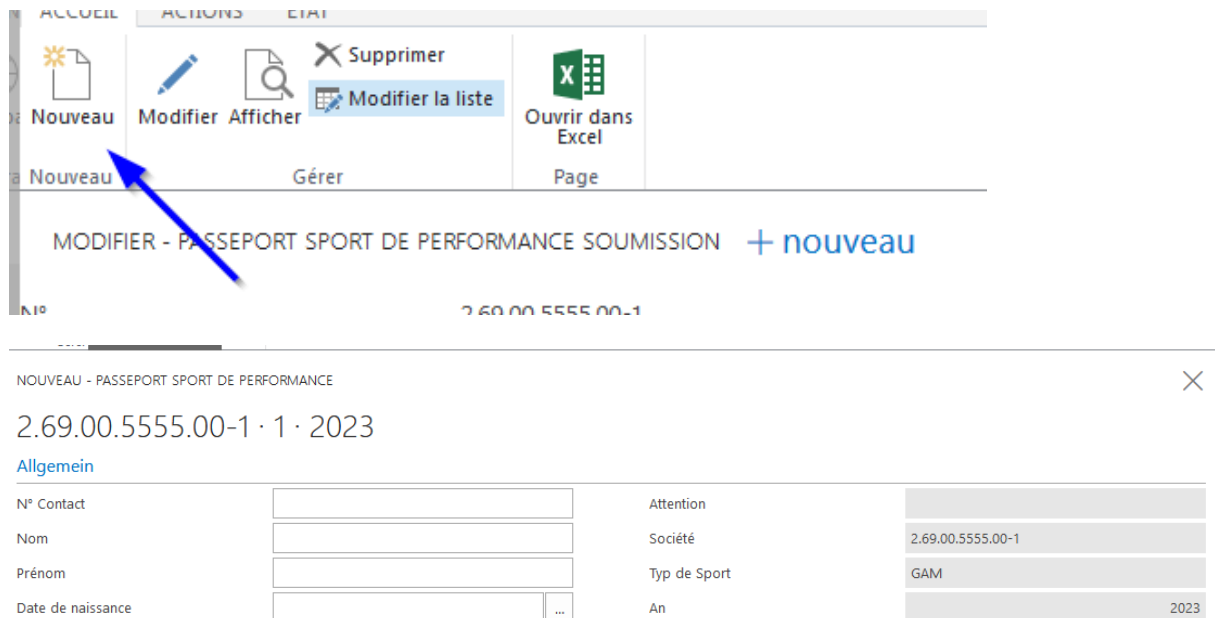 ACCUEIL ACTIONS ETAT
Supprimer
Modifier la liste
Nouveau Modifier Afficher
Ouvrir dans
Excel
Nouveau Gérer Page
MODIFIER - PASSEPORT SPORT DE PERFORMANCE SOUMISSION + nouveau
N° 2.69.00.5555.00-1
NOUVEAU - PASSEPORT SPORT DE PERFORMANCE
2.69.00.5555.00-1 · 1 · 2023
Allgemein
N° Contact Attention
Nom Société 2.69.00.5555.00-1
Prénom Typ de Sport GAM
Date de naissance ... An 2023